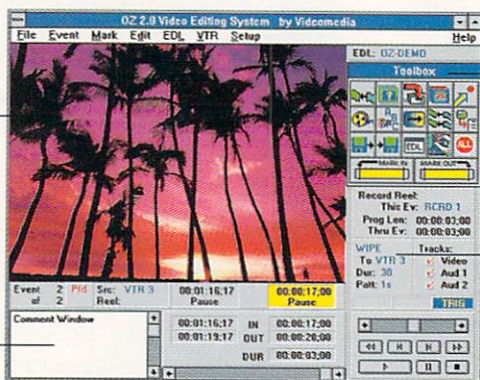 OZ 2.0 Video Editing System by Videomedia
File Event Mark Edit EDL VTR Setup Help
EDL: OZ-DEMO
Toolbox
EDL
ALL
MARK IN MARK OUT
Record Reel:
This Ev: RCRD 1
Prog Len: 00:00:03;00
Thru Ev: 00:00:03;00
WIPE Tracks:
To VTR 3 Video
Dur: 30 Aud 1
Patt: 1s Aud 2
TRIG
Event 2 Pfd Src: VTR 3 00:01:16;17 00:00:17;00
of 2 Reel: Pause Pause
Comment Window
00:01:16;17 IN 00:00:17;00
00:01:19;17 OUT 00:00:20;00
DUR 00:00:03;00